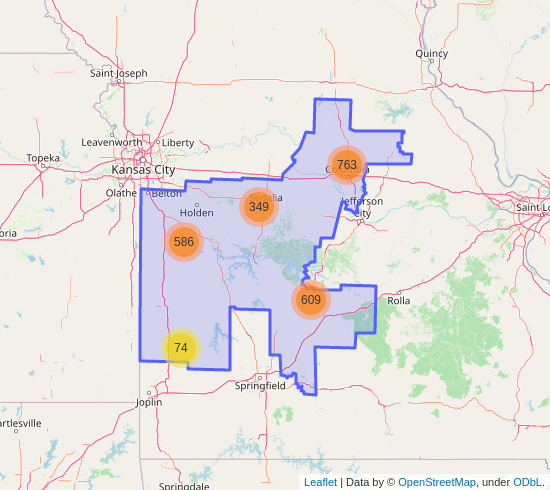 Quincy
Saint Joseph
Leavenworth
Liberty
Topeka
Kansas City
763
Olathe
Belton
349
Holden
Jefferson
City
Saint Lo
oria
586
609
Rolla
74
Springfield
Joplin
artlesville
Springdale
Leaflet | Data by © OpenStreetMap, under ODbL.